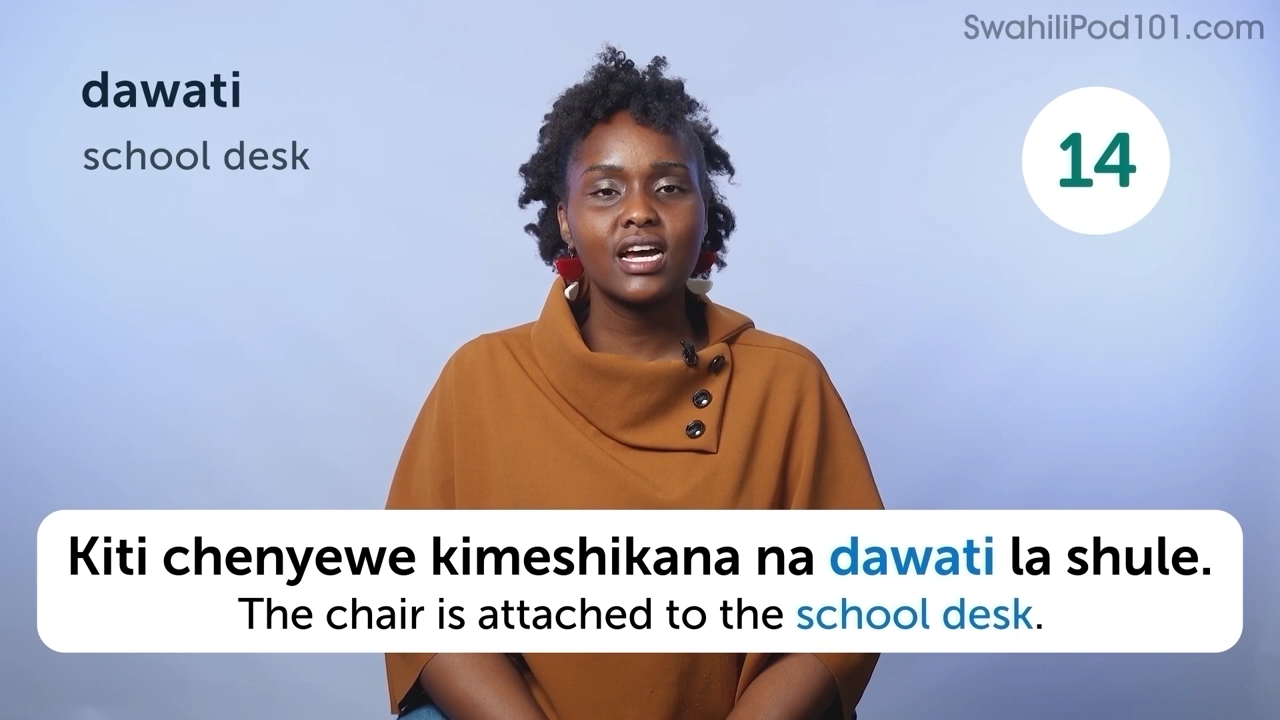 SwahiliPod101.com
dawati
school desk
14
Kiti chenyewe kimeshikana na dawati la shule.
The chair is attached to the school desk.